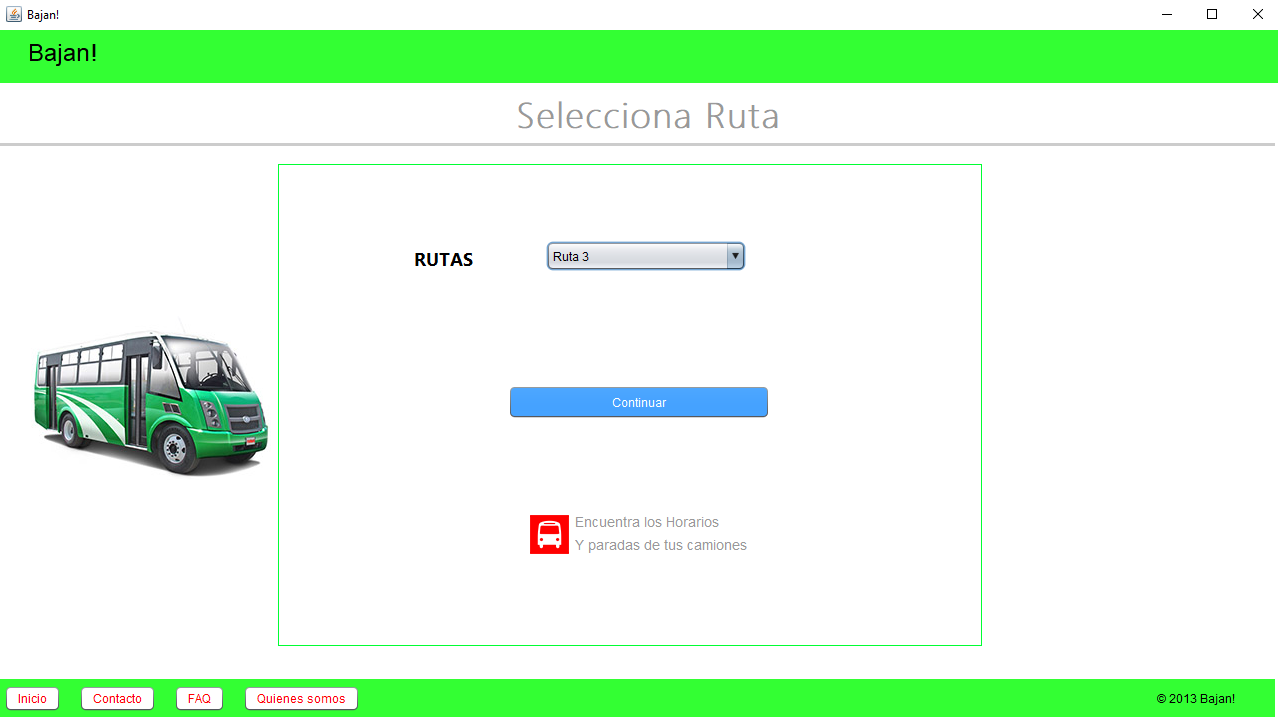 Bajan!
Bajan!
Selecciona Ruta
RUTAS
Ruta 3
Continuar
Encuentra los Horarios
Y paradas de tus camiones
Inicio
Contacto
FAQ
Quienes somos
© 2013 Bajan!